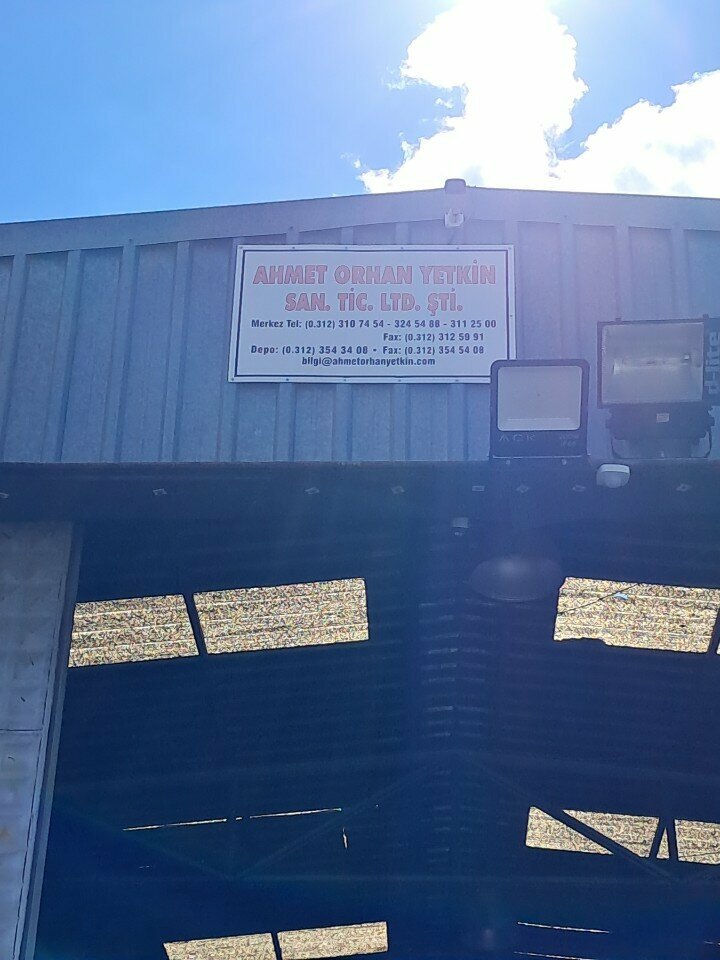 AHMET ORHAN YETKİN
SAN. TİC. LTD. ŞTİ.
Merkez Tel: (0.312) 310 74 54 - 324 54 88 - 311 25 00
Fax: (0.312) 312 59 91
Depo: (0.312) 354 34 08 - Fax: (0.312) 354 54 08
bilgi@ahmetorhanyetkin.com
ACK